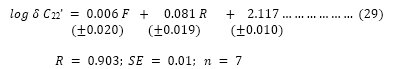 log δ C₂₂' = 0.006 F + 0.081 R + 2.117 ... ... ... ... ... ... (29)
(±0.020) (±0.019) (±0.010)
R = 0.903; SE = 0.01; n = 7